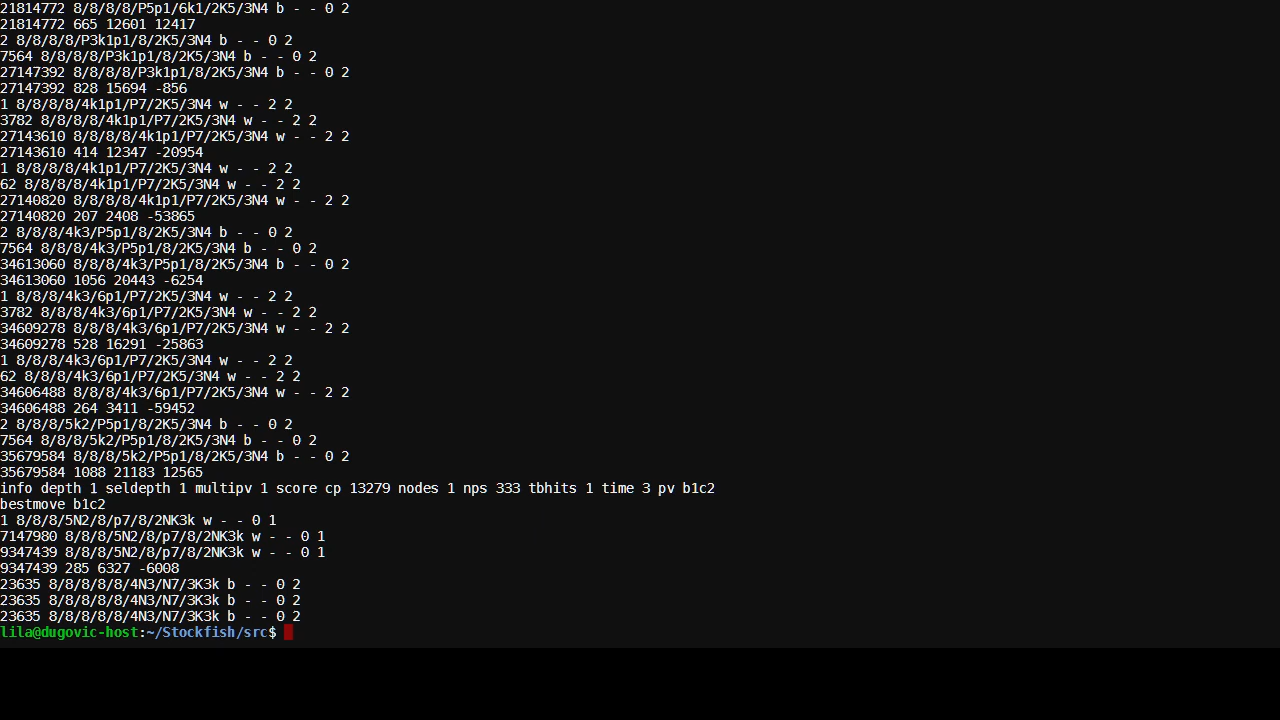 21814772 8/8/8/8/P5p1/6k1/2K5/3N4 b - - 0 2
21814772 665 12601 12417
2 8/8/8/8/P3k1p1/8/2K5/3N4 b - - 0 2
7564 8/8/8/8/P3k1p1/8/2K5/3N4 b - - 0 2
27147392 8/8/8/8/P3k1p1/8/2K5/3N4 b - - 0 2
27147392 828 15694 -856
1 8/8/8/8/4k1p1/P7/2K5/3N4 w - - 2 2
3782 8/8/8/8/4k1p1/P7/2K5/3N4 w - - 2 2
27143610 8/8/8/8/4k1p1/P7/2K5/3N4 w - - 2 2
27143610 414 12347 -20954
1 8/8/8/8/4k1p1/P7/2K5/3N4 w - - 2 2
62 8/8/8/8/4k1p1/P7/2K5/3N4 w - - 2 2
27140820 8/8/8/8/4k1p1/P7/2K5/3N4 w - - 2 2
27140820 207 2408 -53865
2 8/8/8/4k3/P5p1/8/2K5/3N4 b - - 0 2
7564 8/8/8/4k3/P5p1/8/2K5/3N4 b - - 0 2
34613060 8/8/8/4k3/P5p1/8/2K5/3N4 b - - 0 2
34613060 1056 20443 -6254
1 8/8/8/4k3/6p1/P7/2K5/3N4 w - - 2 2
3782 8/8/8/4k3/6p1/P7/2K5/3N4 w - - 2 2
34609278 8/8/8/4k3/6p1/P7/2K5/3N4 w - - 2 2
34609278 528 16291 -25863
1 8/8/8/4k3/6p1/P7/2K5/3N4 w - - 2 2
62 8/8/8/4k3/6p1/P7/2K5/3N4 w - - 2 2
34606488 8/8/8/4k3/6p1/P7/2K5/3N4 w - - 2 2
34606488 264 3411 -59452
2 8/8/8/5k2/P5p1/8/2K5/3N4 b - - 0 2
7564 8/8/8/5k2/P5p1/8/2K5/3N4 b - - 0 2
35679584 8/8/8/5k2/P5p1/8/2K5/3N4 b - - 0 2
35679584 1088 21183 12565
info depth 1 seldepth 1 multipv 1 score cp 13279 nodes 1 nps 333 tbhits 1 time 3 pv b1c2
bestmove b1c2
1 8/8/8/5N2/8/p7/8/2NK3k w - - 0 1
7147980 8/8/8/5N2/8/p7/8/2NK3k w - - 0 1
9347439 8/8/8/5N2/8/p7/8/2NK3k w - - 0 1
9347439 285 6327 -6008
23635 8/8/8/8/8/4N3/N7/3K3k b - - 0 2
23635 8/8/8/8/8/4N3/N7/3K3k b - - 0 2
23635 8/8/8/8/8/4N3/N7/3K3k b - - 0 2
lila@dugovic-host:~/Stockfish/src$